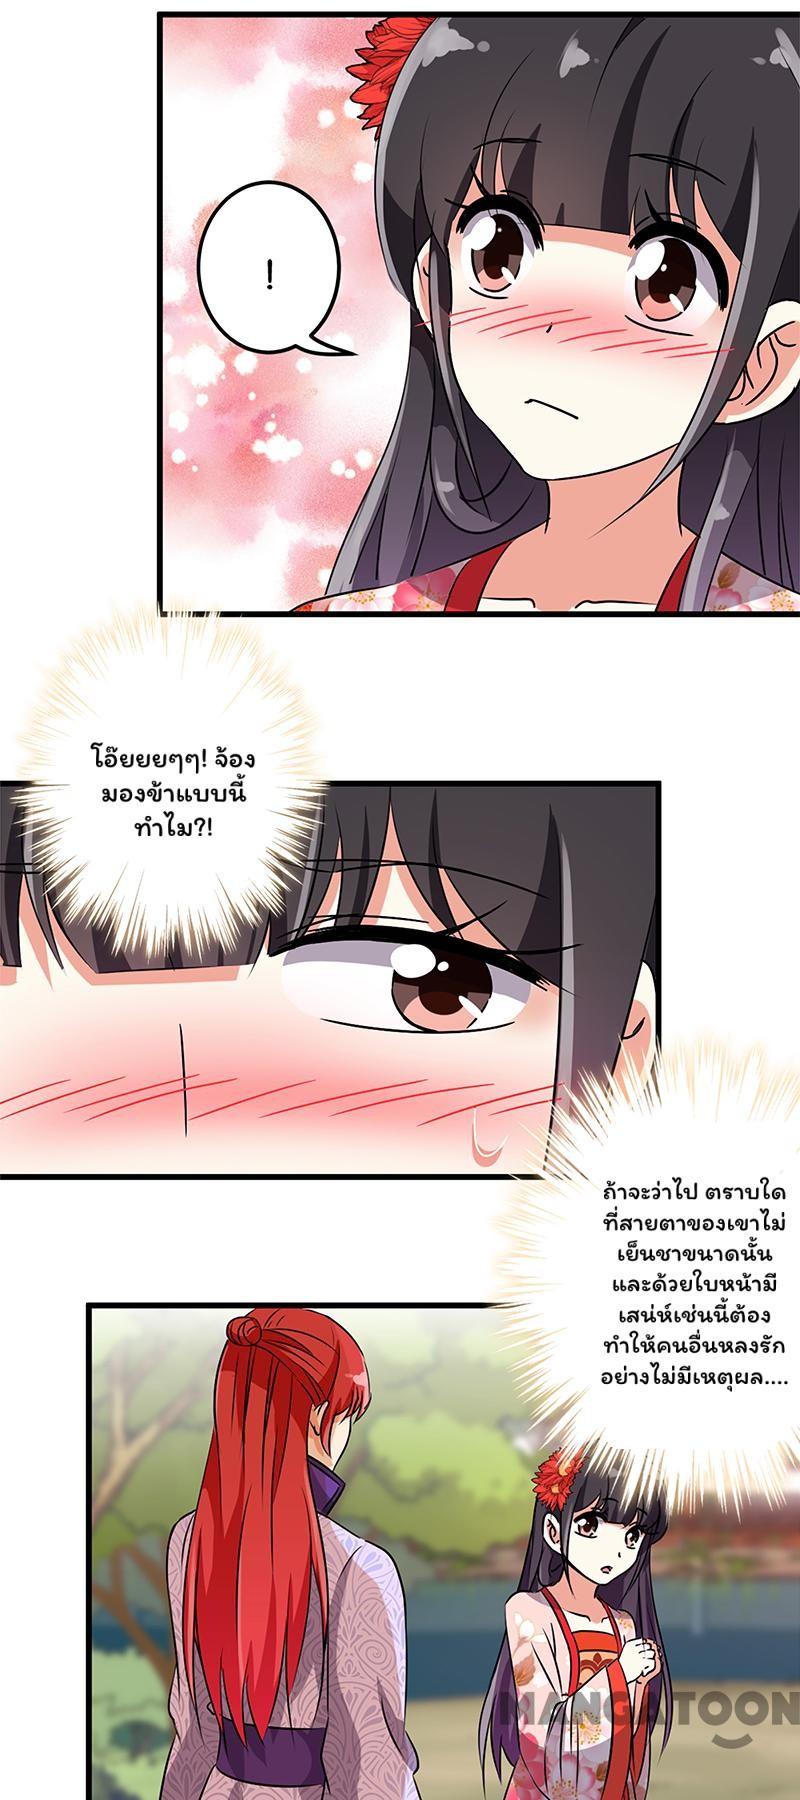 !
โอ๊ยยยๆๆ! จ้อง
มองข้าแบบนี้
ทำไม?!
ถ้าจะว่าไป ตราบใด
ที่สายตาของเขาไม่
เย็นชาขนาดนั้น
และด้วยใบหน้ามี
เสน่ห์เช่นนี้ต้อง
ทำให้คนอื่นหลงรัก
อย่างไม่มีเหตุผล....
MANGATOON